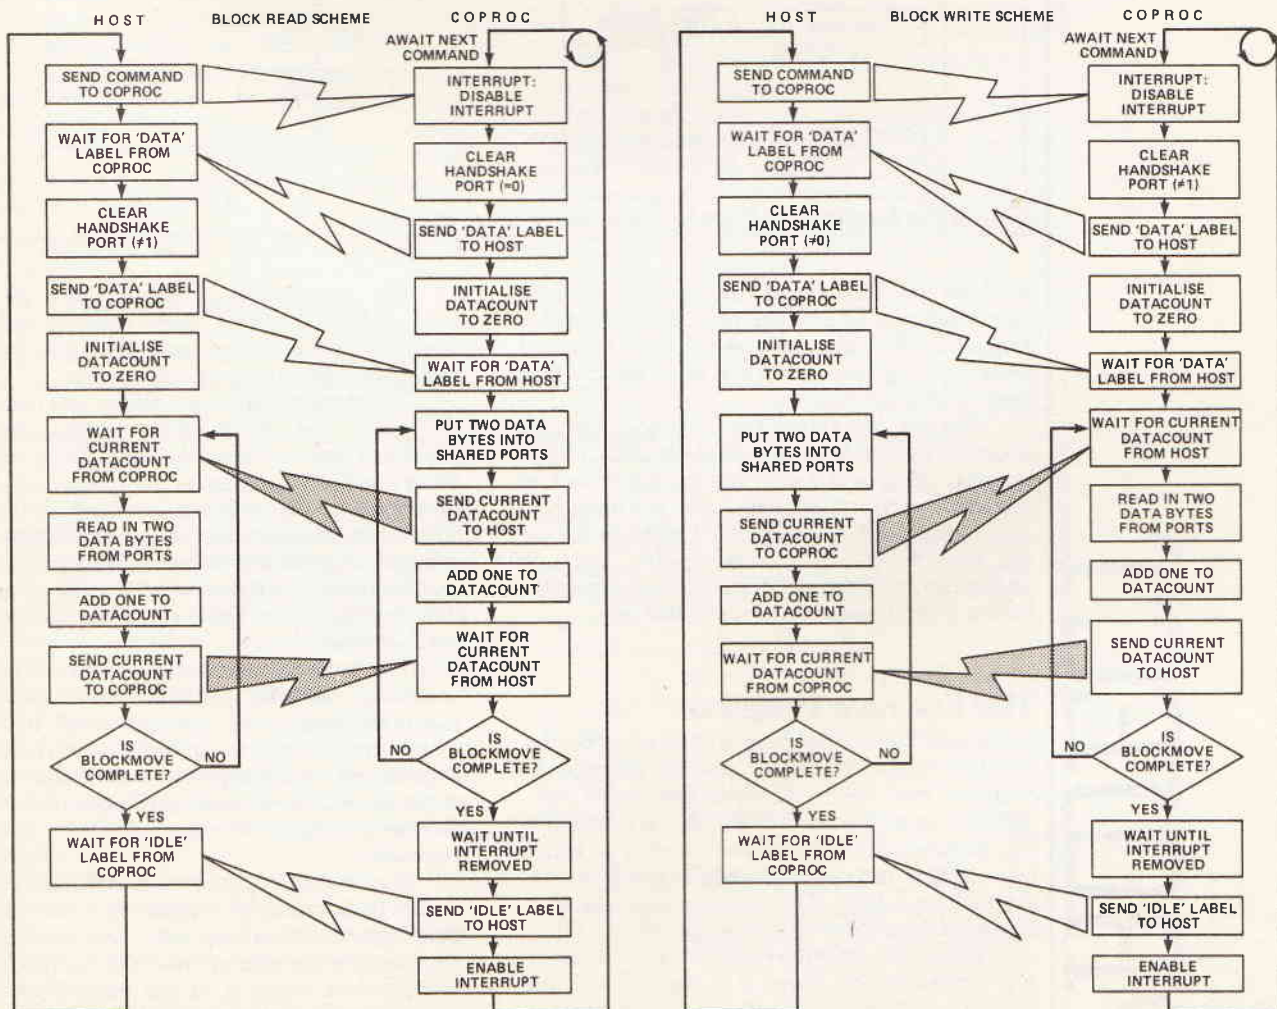 HOST
BLOCK READ SCHEME
COPROC
AWAIT NEXT
COMMAND
SEND COMMAND
TO COPROC
WAIT FOR 'DATA'
LABEL FROM
COPROC
CLEAR
HANDSHAKE
PORT (≠1)
SEND 'DATA' LABEL
TO COPROC
INITIALISE
DATACOUNT
TO ZERO
WAIT FOR
CURRENT
DATACOUNT
FROM COPROC
READ IN TWO
DATA BYTES
FROM PORTS
ADD ONE TO
DATACOUNT
SEND CURRENT
DATACOUNT
TO COPROC
IS
BLOCKMOVE
COMPLETE?
NO
YES
WAIT FOR 'IDLE'
LABEL FROM
COPROC
INTERRUPT:
DISABLE
INTERRUPT
CLEAR
HANDSHAKE
PORT (=0)
SEND 'DATA' LABEL
TO HOST
INITIALISE
DATACOUNT
TO ZERO
WAIT FOR 'DATA'
LABEL FROM HOST
PUT TWO DATA
BYTES INTO
SHARED PORTS
SEND CURRENT
DATACOUNT
TO HOST
ADD ONE TO
DATACOUNT
WAIT FOR
CURRENT
DATACOUNT
FROM HOST
IS
BLOCKMOVE
COMPLETE?
NO
YES
WAIT UNTIL
INTERRUPT
REMOVED
SEND 'IDLE' LABEL
TO HOST
ENABLE
INTERRUPT
HOST
BLOCK WRITE SCHEME
COPROC
AWAIT NEXT
COMMAND
SEND COMMAND
TO COPROC
WAIT FOR 'DATA'
LABEL FROM
COPROC
CLEAR
HANDSHAKE
PORT (≠0)
SEND 'DATA' LABEL
TO COPROC
INITIALISE
DATACOUNT
TO ZERO
PUT TWO DATA
BYTES INTO
SHARED PORTS
SEND CURRENT
DATACOUNT
TO COPROC
ADD ONE TO
DATACOUNT
WAIT FOR CURRENT
DATACOUNT
FROM COPROC
IS
BLOCKMOVE
COMPLETE?
NO
YES
WAIT FOR 'IDLE'
LABEL FROM
COPROC
INTERRUPT:
DISABLE
INTERRUPT
CLEAR
HANDSHAKE
PORT (≠1)
SEND 'DATA' LABEL
TO HOST
INITIALISE
DATACOUNT
TO ZERO
WAIT FOR 'DATA'
LABEL FROM HOST
WAIT FOR CURRENT
DATACOUNT
FROM HOST
READ IN TWO
DATA BYTES
FROM PORTS
ADD ONE TO
DATACOUNT
SEND CURRENT
DATACOUNT
TO HOST
IS
BLOCKMOVE
COMPLETE?
NO
YES
WAIT UNTIL
INTERRUPT
REMOVED
SEND 'IDLE' LABEL
TO HOST
ENABLE
INTERRUPT